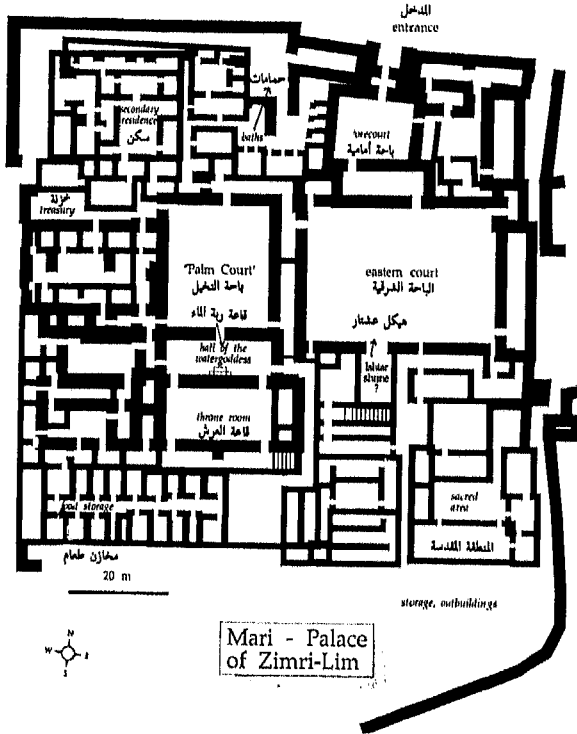 المدخل
entrance
حمامات
secondary
residence
سكن
baths
forecourt
باحة أمامية
خزنة
treasury
'Palm Court'
باحة النخيل
eastern court
الباحة الشرقية
قاعة ربة الماء
hall of the
watergoddess
هيكل عشتار
Ishtar
shrine
?
throne room
قاعة العرش
food storage
sacred
area
المنطقة المقدسة
مخازن طعام
20 m
storage, outbuildings
N
W E
S
Mari - Palace
of Zimri-Lim